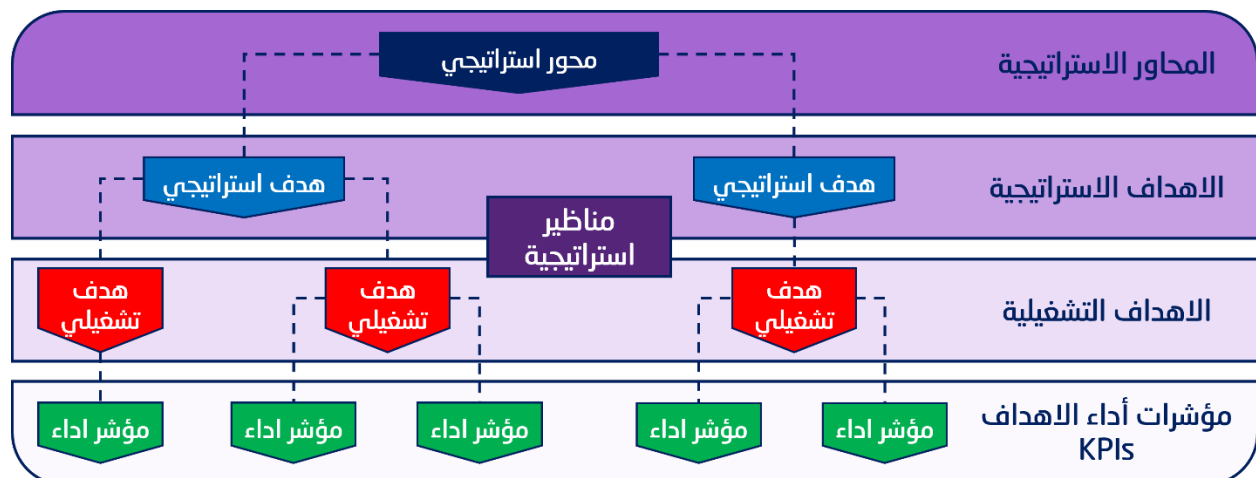 المحاور الاستراتيجية
محور استراتيجي
الاهداف الاستراتيجية
هدف استراتيجي
هدف استراتيجي
مناظير
استراتيجية
الاهداف التشغيلية
هدف
تشغيلي
هدف
تشغيلي
هدف
تشغيلي
مؤشرات أداء الاهداف
KPIs
مؤشر اداء
مؤشر اداء
مؤشر اداء
مؤشر اداء
مؤشر اداء